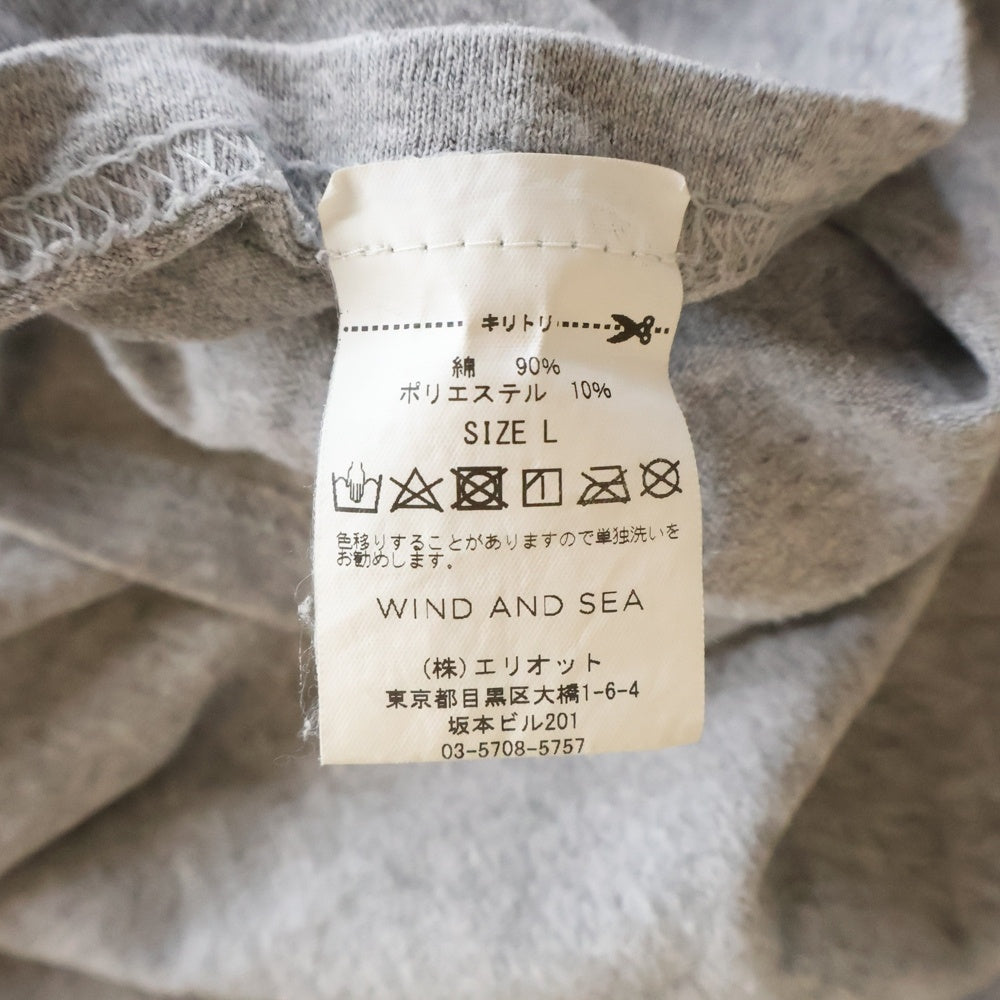 キリトリ
綿 90%
ポリエステル 10%
SIZE L
色移りすることがありますので単独洗いを
お勧めします。
WIND AND SEA
(株)エリオット
東京都目黒区大橋1-6-4
坂本ビル201
03-5708-5757